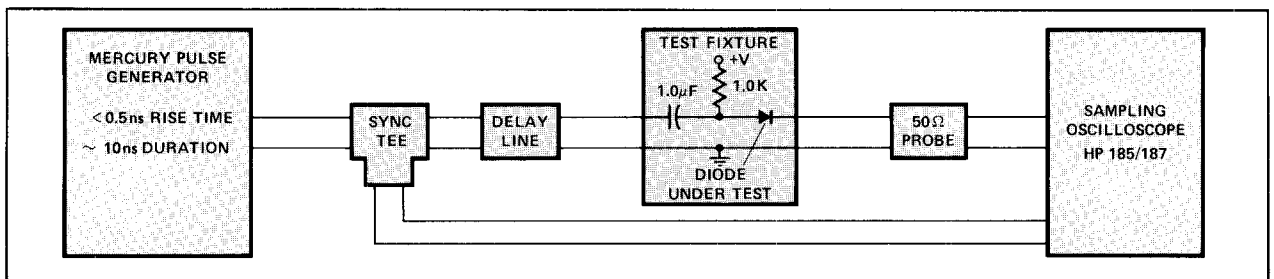 MERCURY PULSE
GENERATOR
< 0.5ns RISE TIME
~ 10ns DURATION
SYNC
TEE
DELAY
LINE
TEST FIXTURE
+V
1.0K
1.0μF
DIODE
UNDER TEST
50Ω
PROBE
SAMPLING
OSCILLOSCOPE
HP 185/187